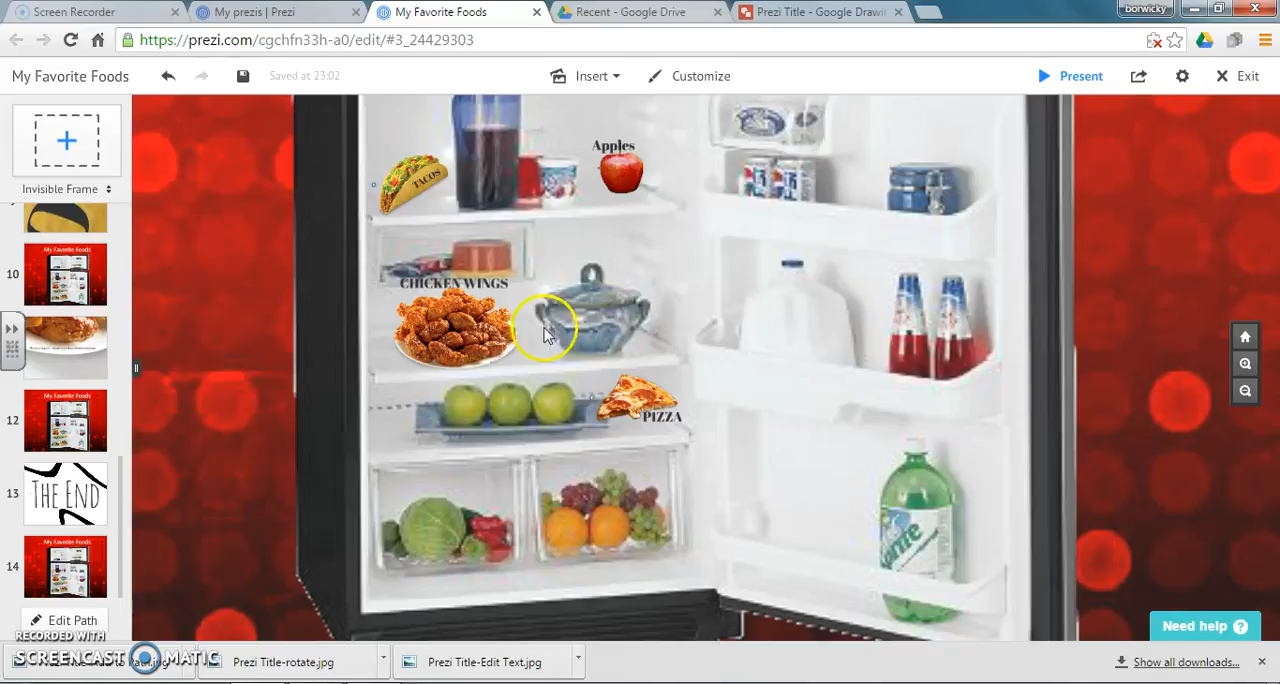 Screen Recorder
My prezis | Prezi
My Favorite Foods
Recent - Google Drive
Prezi Title - Google Drawi
borwicky
https://prezi.com/cgchfn33h-a0/edit/#3_24429303
My Favorite Foods
Saved at 23:02
Insert
Customize
Present
Exit
Invisible Frame
10
My Favorite Foods
12
My Favorite Foods
13
THE END
14
My Favorite Foods
Edit Path
TACOS
Apples
CHICKEN WINGS
PIZZA
Sprite
Need help ?
RECORDED WITH
SCREENCAST MATIC
Prezi Title-rotate.jpg
Prezi Title-Edit Text.jpg
Show all downloads...